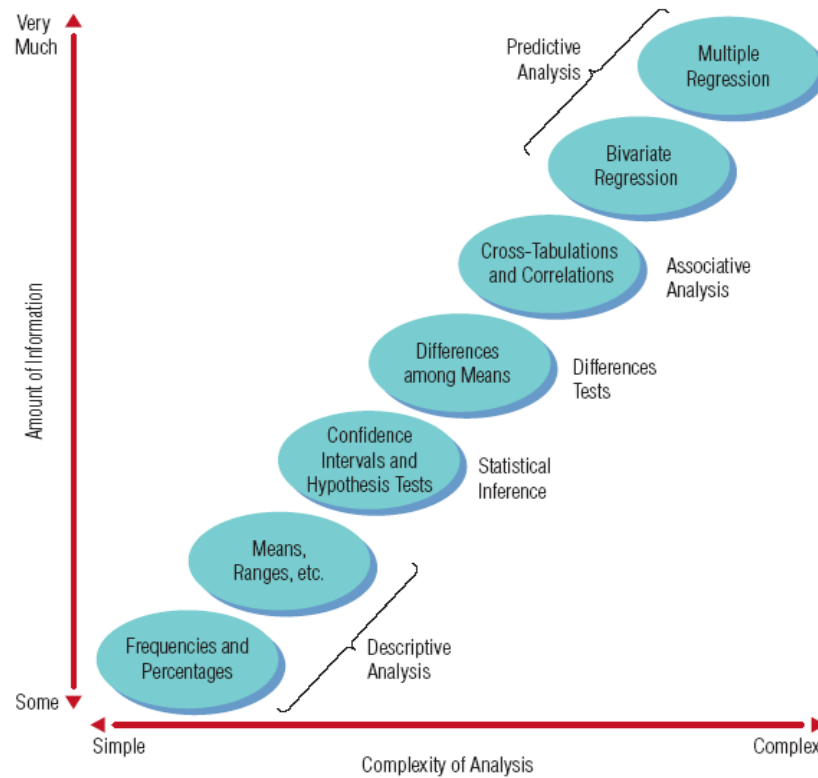 Very
Much
Predictive
Analysis
Multiple
Regression
Bivariate
Regression
Cross-Tabulations
and Correlations
Associative
Analysis
Amount of Information
Differences
among Means
Differences
Tests
Confidence
Intervals and
Hypothesis Tests
Statistical
Inference
Means,
Ranges, etc.
Frequencies and
Percentages
Descriptive
Analysis
Some
Simple
Complex
Complexity of Analysis